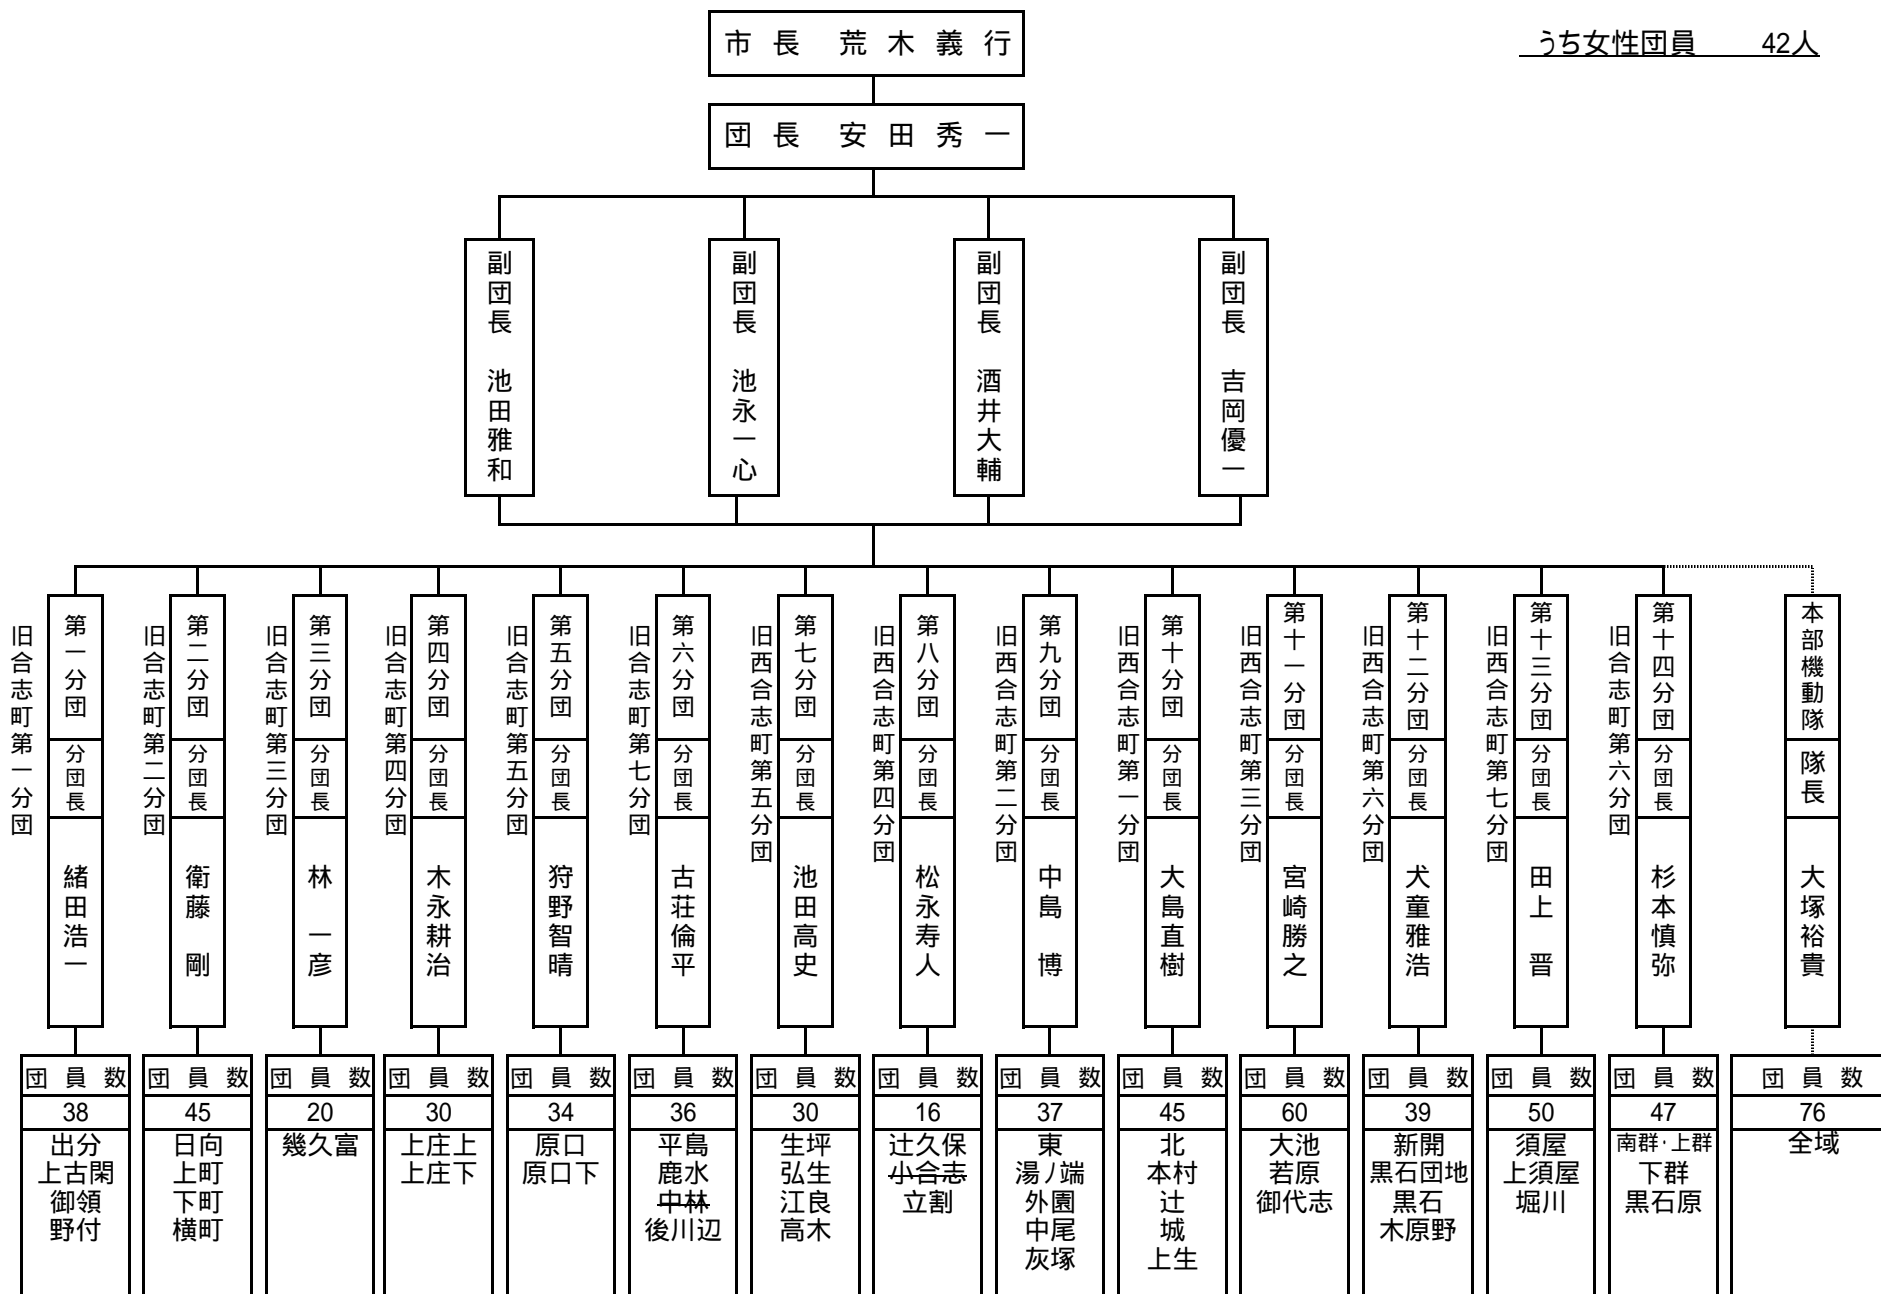 市長 荒木義行
うち女性団員 42人
団長 安田秀一
副団長 池田雅和
副団長 池永一心
副団長 酒井大輔
副団長 吉岡優一
旧合志町第一分団
第一分団
分団長
緒田浩一
団員数
38
出分
上古閑
御領
野付
旧合志町第二分団
第二分団
分団長
衛藤 剛
団員数
45
日向
上町
下町
横町
旧合志町第三分団
第三分団
分団長
林 一彦
団員数
20
幾久富
旧合志町第四分団
第四分団
分団長
木永耕治
団員数
30
上庄上
上庄下
旧合志町第五分団
第五分団
分団長
狩野智晴
団員数
34
原口
原口下
旧合志町第七分団
第六分団
分団長
古荘倫平
団員数
36
平島
鹿水
中林
後川辺
旧西合志町第五分団
第七分団
分団長
池田高史
団員数
30
生坪
弘生
江良
高木
旧西合志町第四分団
第八分団
分団長
松永寿人
団員数
16
辻久保
小合志
立割
旧西合志町第二分団
第九分団
分団長
中島 博
団員数
37
東
湯ノ端
外園
中尾
灰塚
旧西合志町第一分団
第十分団
分団長
大島直樹
団員数
45
北
本村
辻
城
上生
旧西合志町第三分団
第十一分団
分団長
宮崎勝之
団員数
60
大池
若原
御代志
旧西合志町第六分団
第十二分団
分団長
犬童雅浩
団員数
39
新開
黒石団地
黒石
木原野
旧西合志町第七分団
第十三分団
分団長
田上 晋
団員数
50
須屋
上須屋
堀川
旧合志町第六分団
第十四分団
分団長
杉本慎弥
団員数
47
南群・上群
下群
黒石原
本部機動隊
隊長
大塚裕貴
団員数
76
全域